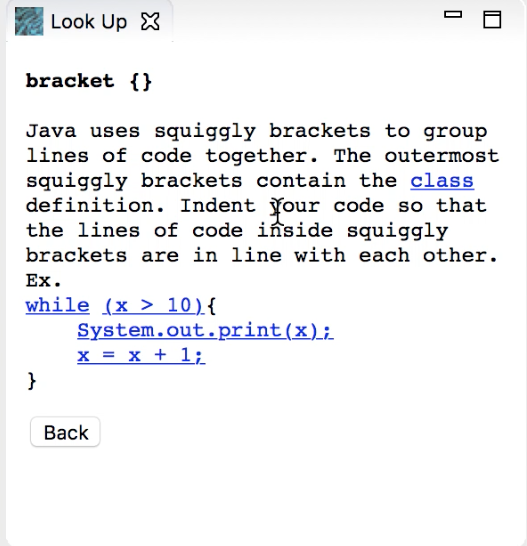 Look Up
bracket {}
Java uses squiggly brackets to group
lines of code together. The outermost
squiggly brackets contain the class
definition. Indent your code so that
the lines of code inside squiggly
brackets are in line with each other.
Ex.
while (x > 10){
    System.out.print(x);
    x = x + 1;
}
Back